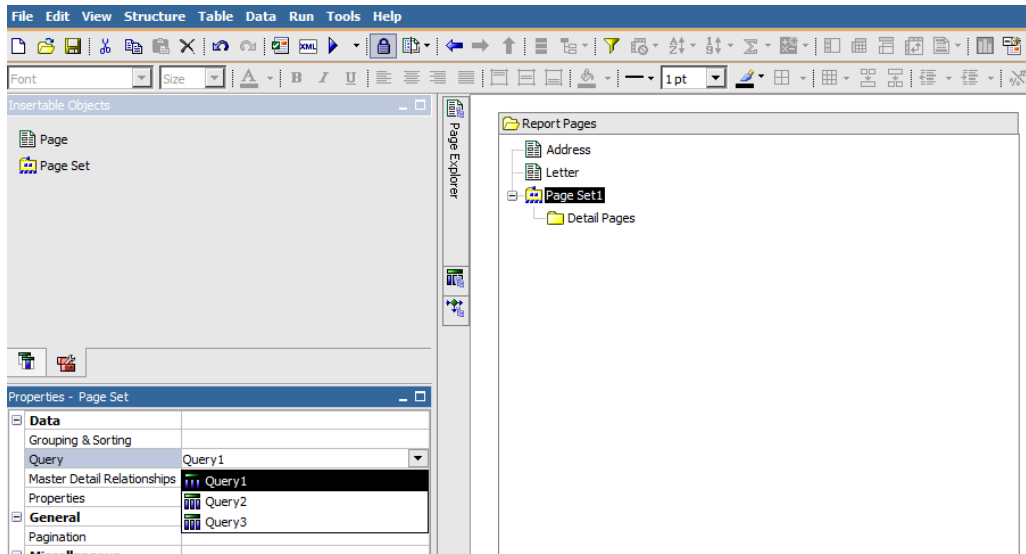 File Edit View Structure Table Data Run Tools Help
Font Size A B I U 1 pt
Insertable Objects
Page
Page Set
Page Explorer
Report Pages
Address
Letter
Page Set1
Detail Pages
Properties - Page Set
Data
Grouping & Sorting
Query Query1
Master Detail Relationships Query1
Properties Query2
General Query3
Pagination
Miscellaneous